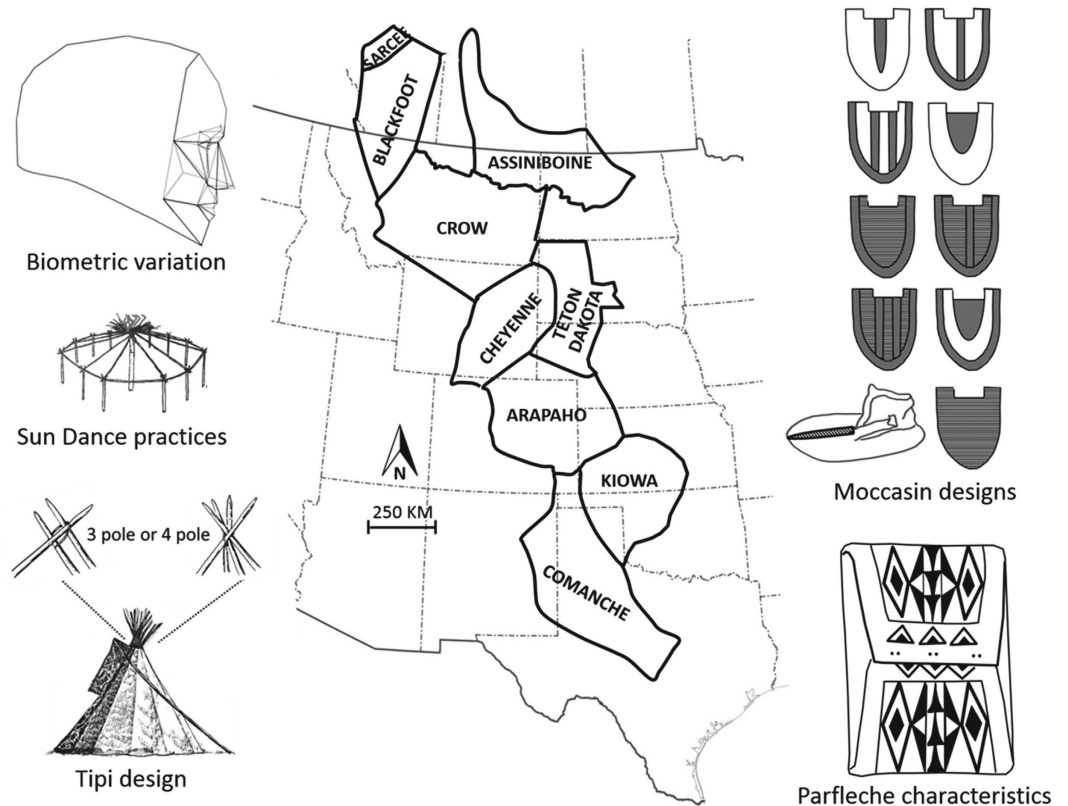 SARCEE
BLACKFOOT
ASSINIBOINE
CROW
CHEYENNE
TETON
DAKOTA
ARAPAHO
KIOWA
COMANCHE
N
250 KM
Biometric variation
Sun Dance practices
3 pole or 4 pole
Tipi design
Moccasin designs
Parfleche characteristics